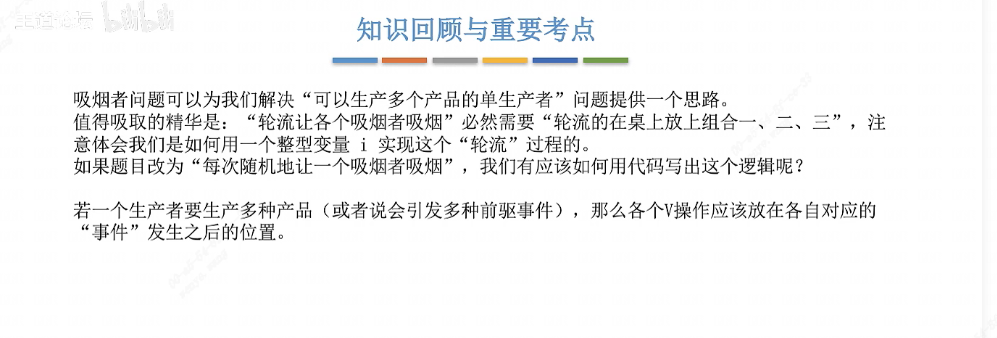 知识回顾与重要考点
吸烟者问题可以为我们解决“可以生产多个产品的单生产者”问题提供一个思路。
值得吸取的精华是：“轮流让各个吸烟者吸烟”必然需要“轮流的在桌上放上组合一、二、三”，注
意体会我们是如何用一个整型变量 i 实现这个“轮流”过程的。
如果题目改为“每次随机地让一个吸烟者吸烟”，我们有应该如何用代码写出这个逻辑呢？
若一个生产者要生产多种产品（或者说会引发多种前驱事件），那么各个V操作应该放在各自对应的
“事件”发生之后的位置。